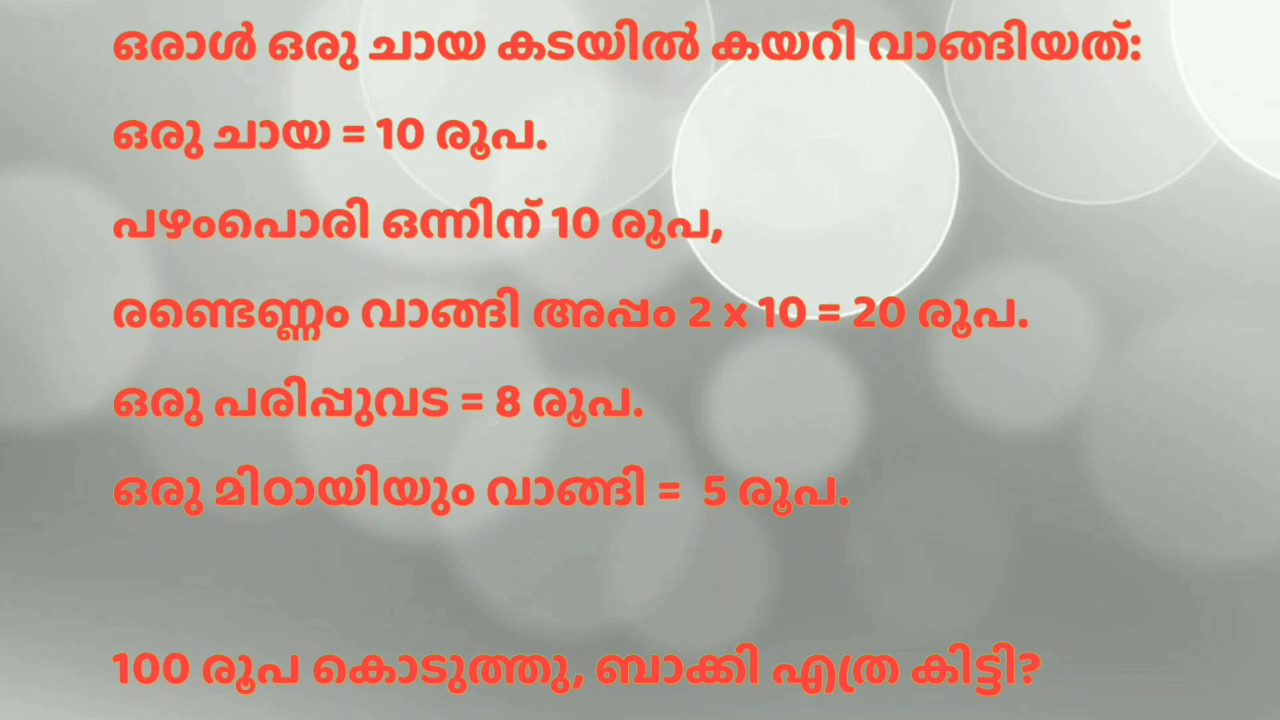 ഒരാൾ ഒരു ചായ കടയിൽ കയറി വാങ്ങിയത്:
ഒരു ചായ = 10 രൂപ.
പഴംപൊരി ഒന്നിന് 10 രൂപ,
രണ്ടെണ്ണം വാങ്ങി അപ്പം 2 x 10 = 20 രൂപ.
ഒരു പരിപ്പുവട = 8 രൂപ.
ഒരു മിഠായിയും വാങ്ങി = 5 രൂപ.
100 രൂപ കൊടുത്തു, ബാക്കി എത്ര കിട്ടി?